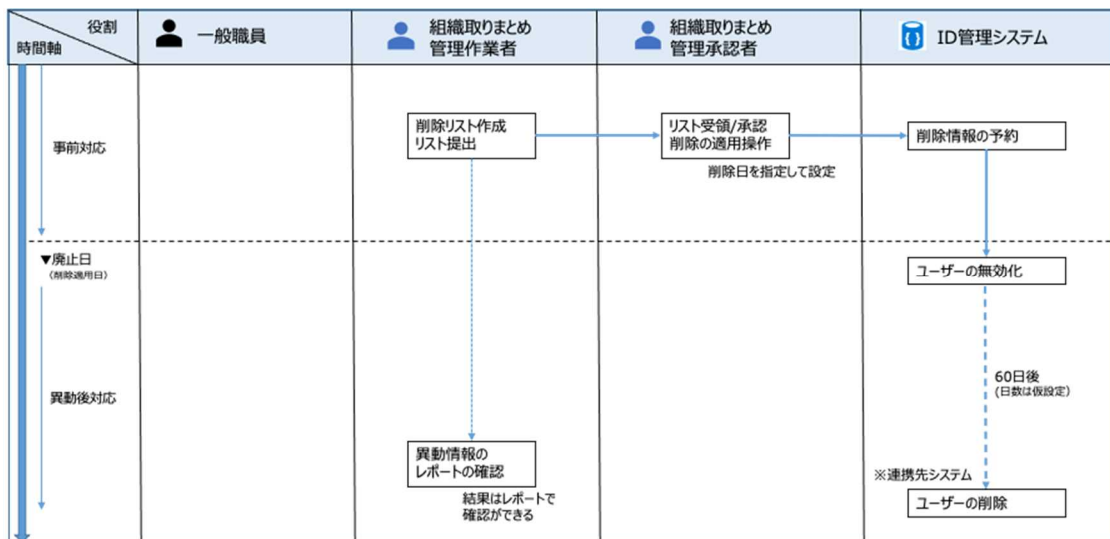 役割
時間軸
一般職員
組織取りまとめ
管理作業者
組織取りまとめ
管理承認者
ID管理システム
事前対応
削除リスト作成
リスト提出
リスト受領/承認
削除の適用操作
削除日を指定して設定
削除情報の予約
▼廃止日
(削除適用日)
ユーザーの無効化
異動後対応
60日後
(日数は仮設定)
異動情報の
レポートの確認
結果はレポートで
確認ができる
※連携先システム
ユーザーの削除